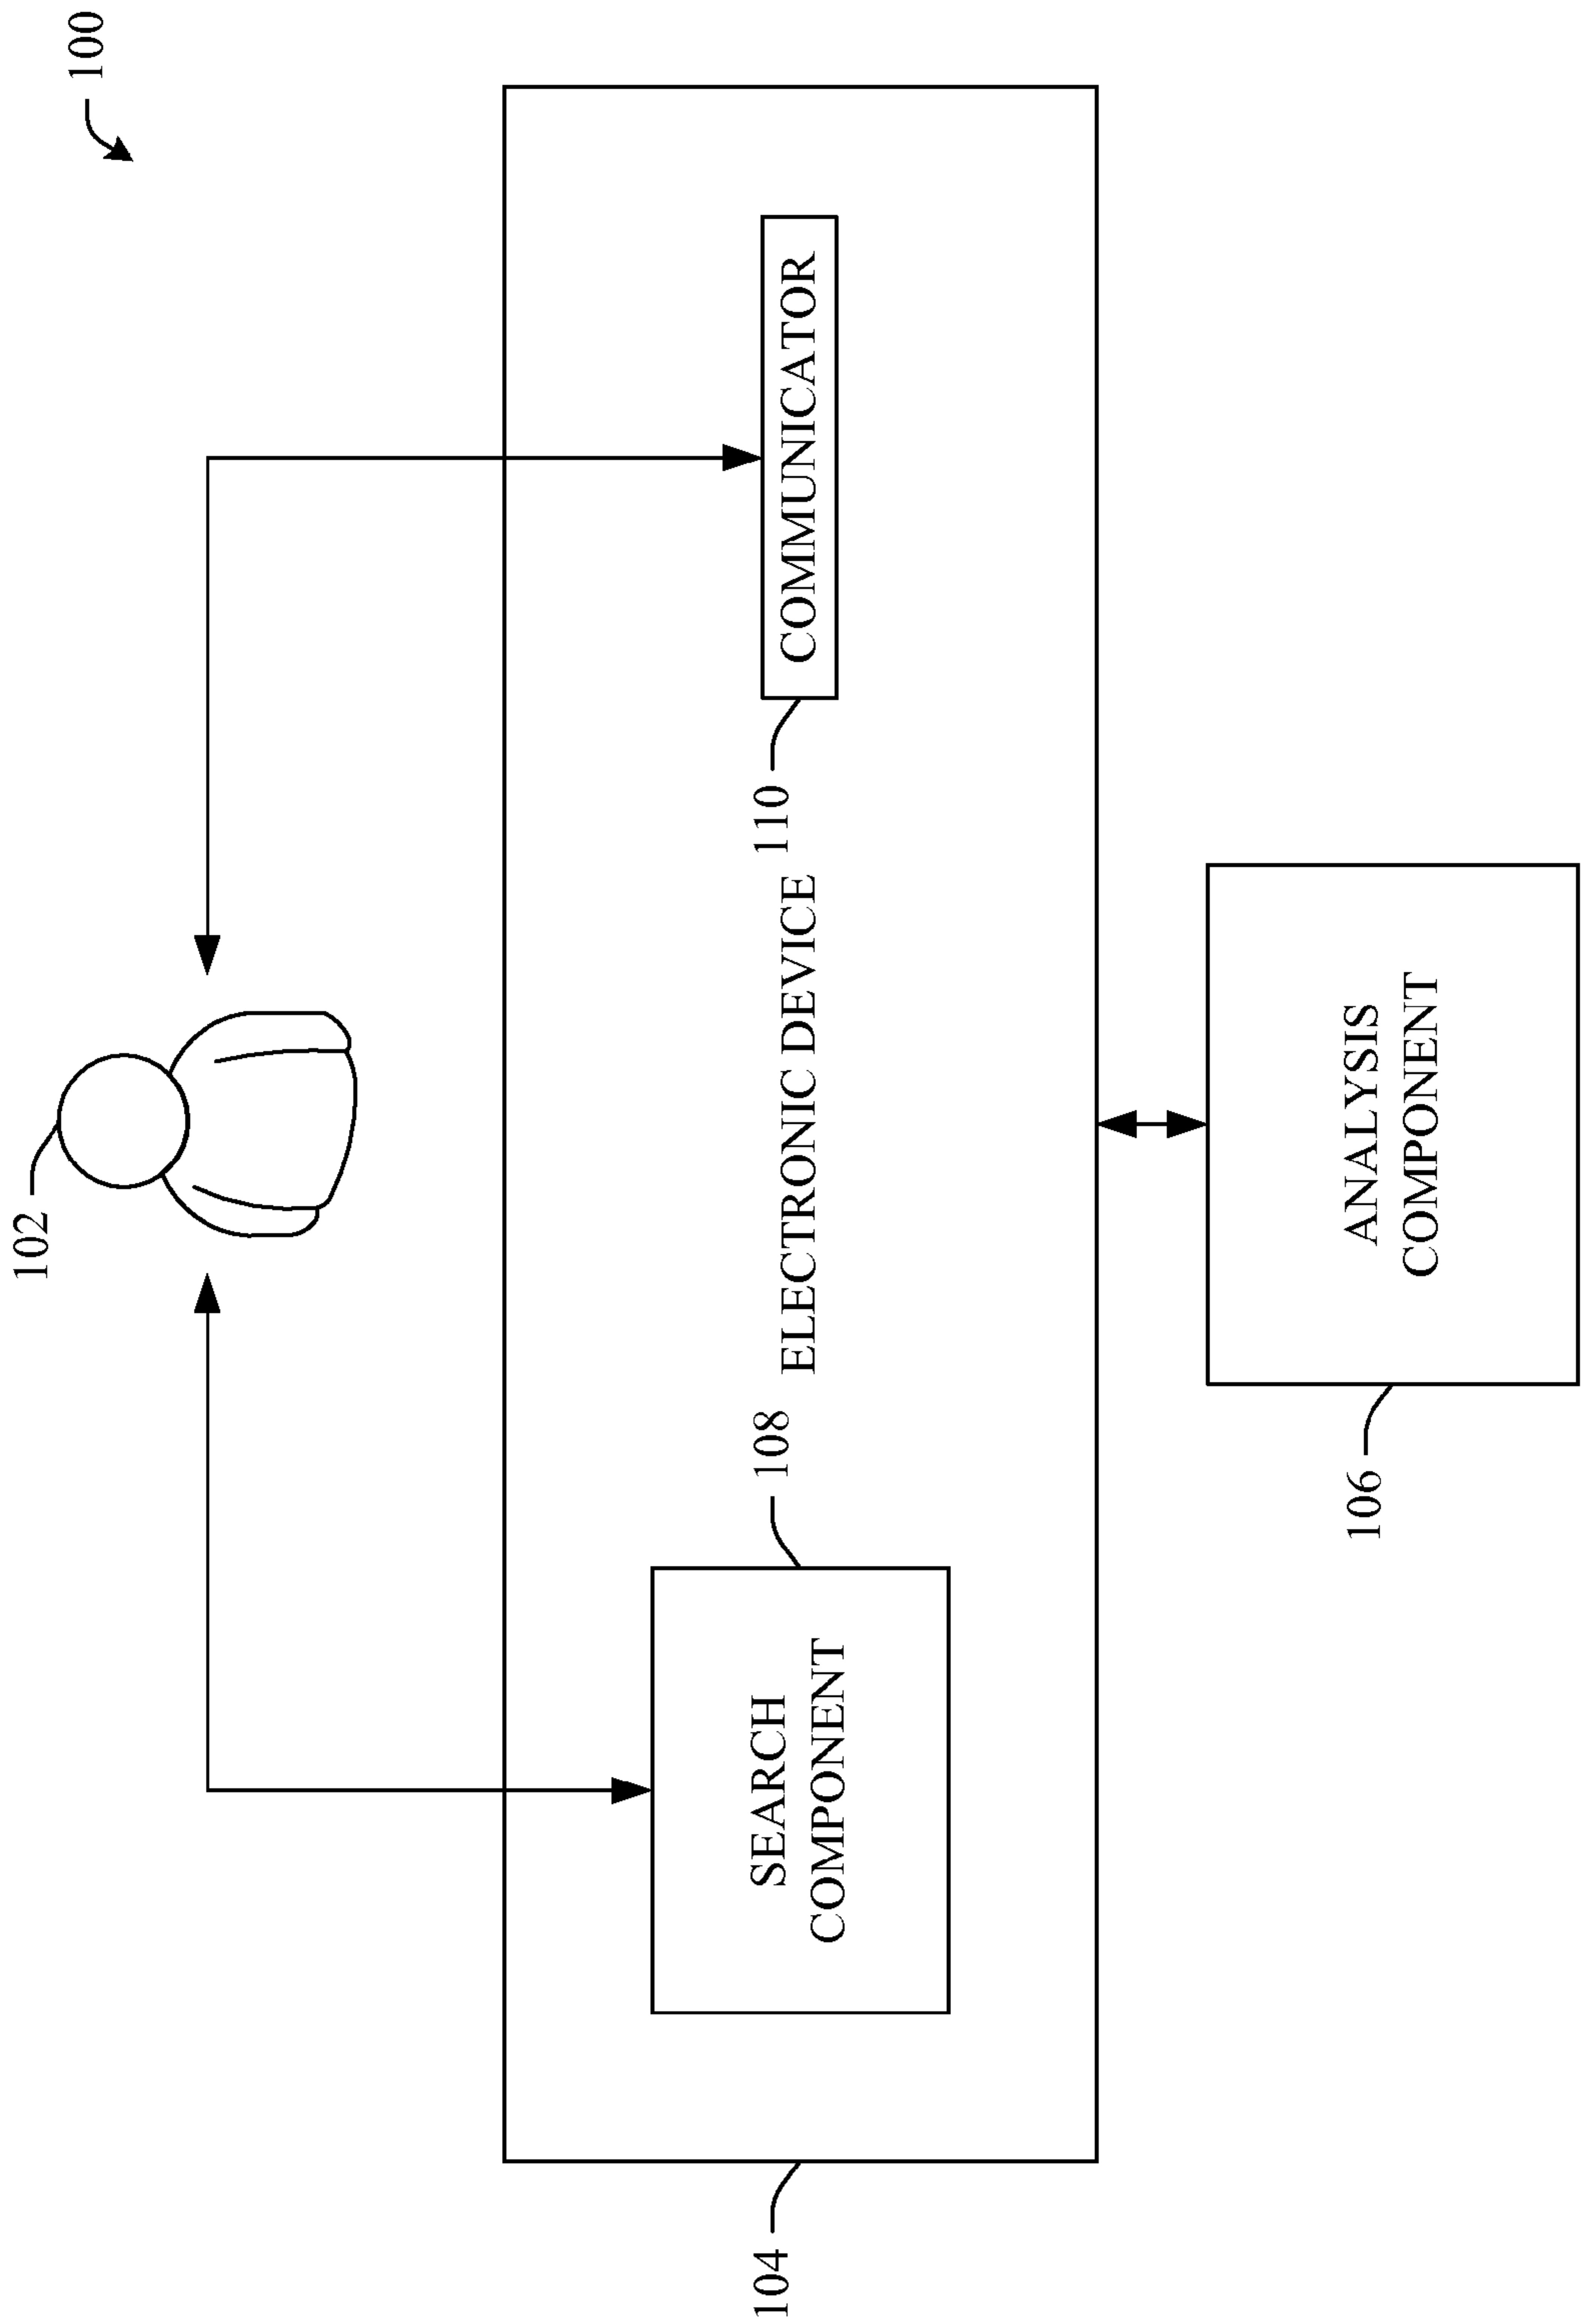 100
102
104
SEARCH
COMPONENT
108
ELECTRONIC DEVICE
110
COMMUNICATOR
106
ANALYSIS
COMPONENT